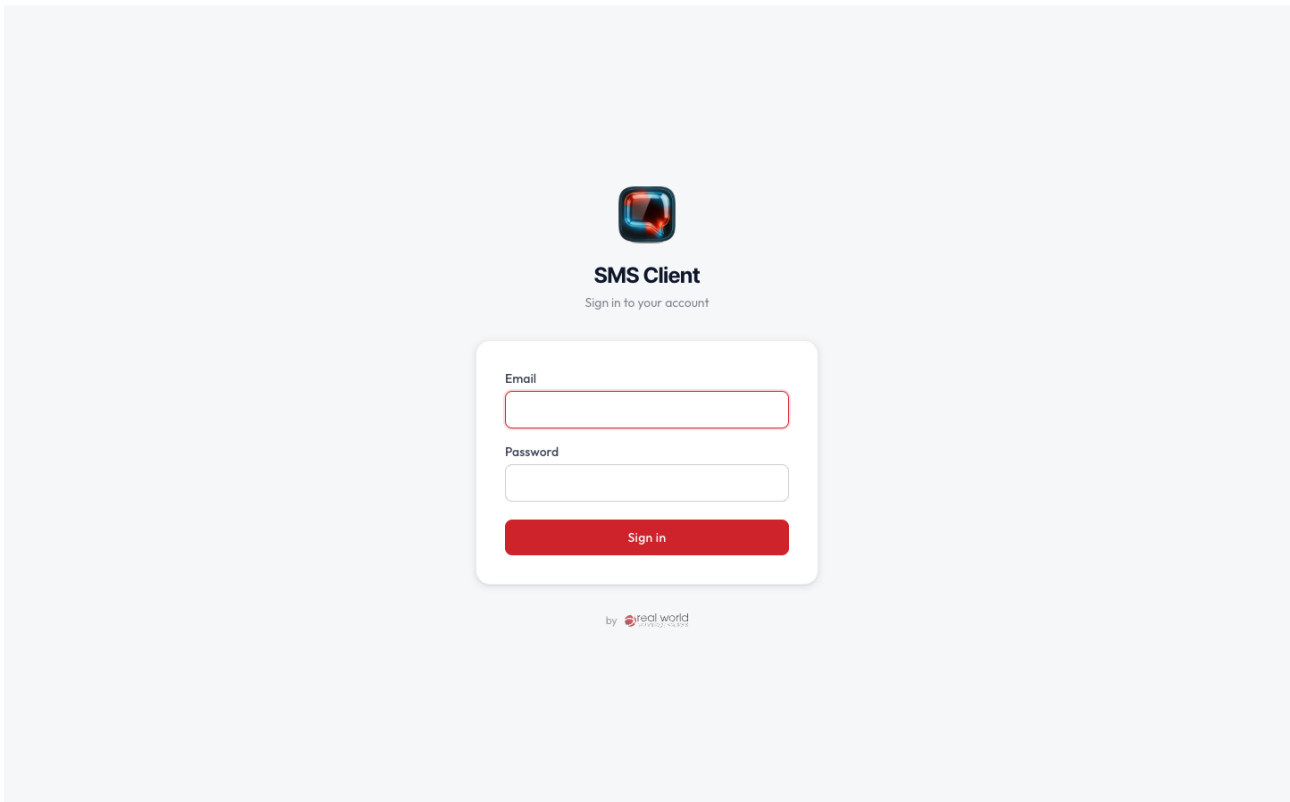 SMS Client
Sign in to your account
Email
Password
Sign in
by real world